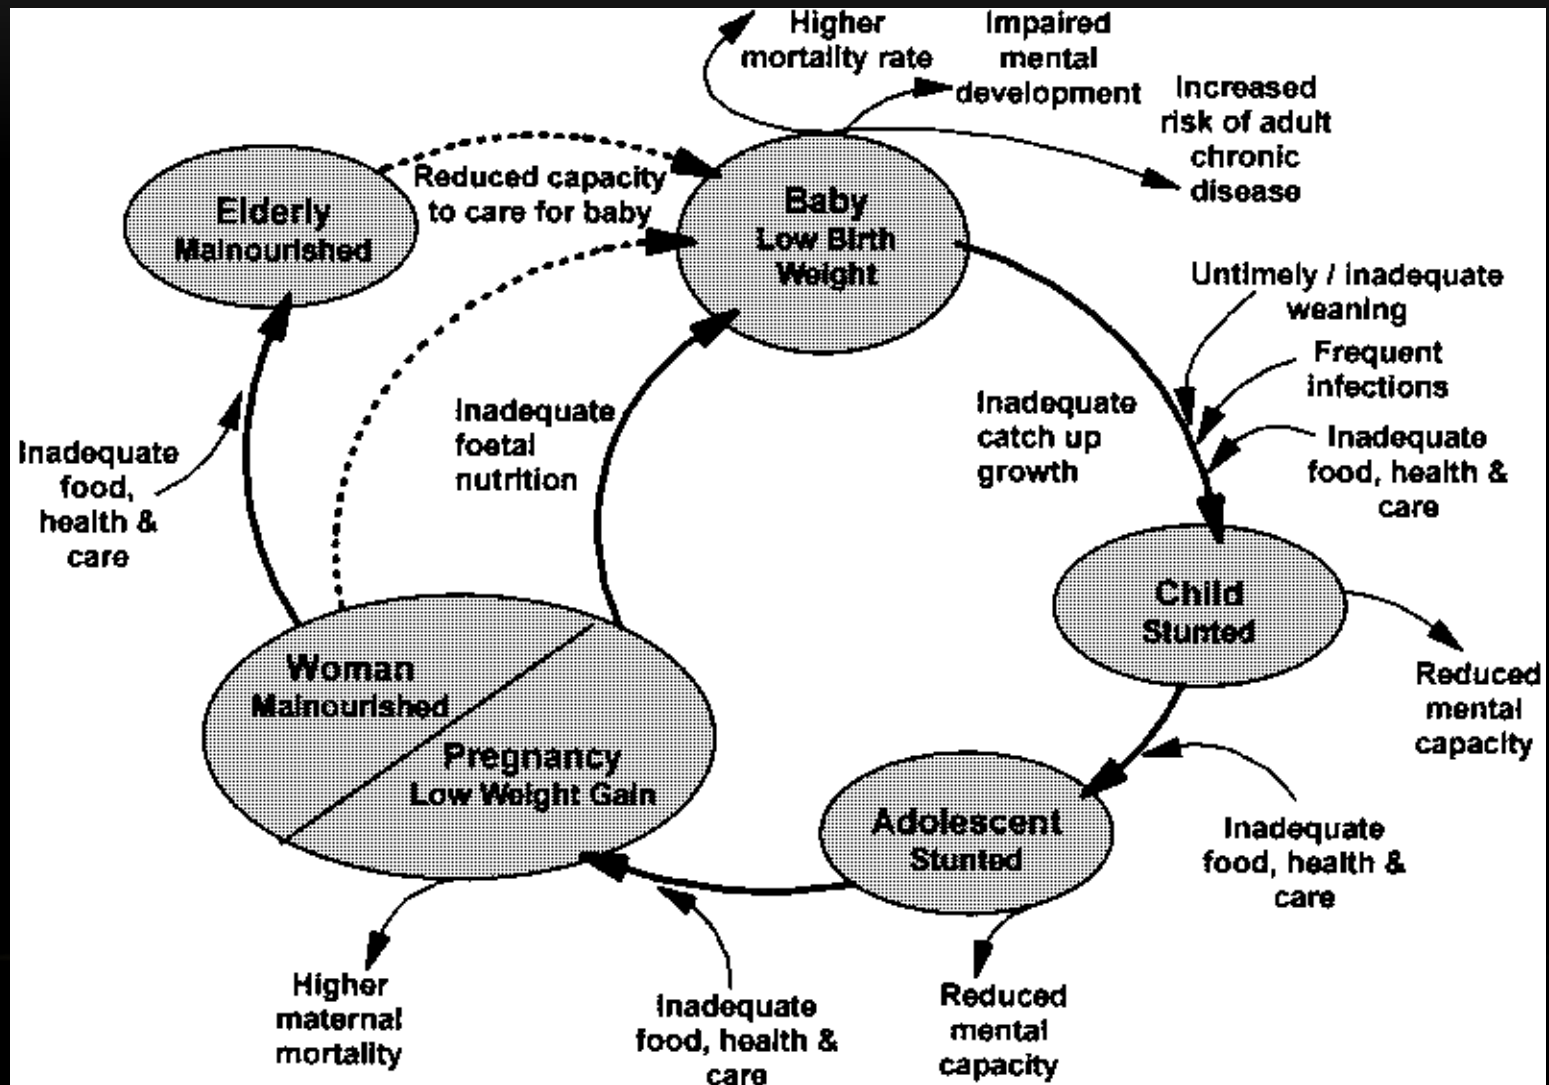 Higher
mortality rate
Impaired
mental
development
Increased
risk of adult
chronic
disease
Elderly
Malnourished
Reduced capacity
to care for baby
Baby
Low Birth
Weight
Untimely / inadequate
weaning
Frequent
infections
Inadequate
food, health &
care
Inadequate
catch up
growth
Inadequate
foetal
nutrition
Inadequate
food,
health &
care
Child
Stunted
Reduced
mental
capacity
Woman
Malnourished
Pregnancy
Low Weight Gain
Adolescent
Stunted
Inadequate
food, health &
care
Higher
maternal
mortality
Inadequate
food, health &
care
Reduced
mental
capacity